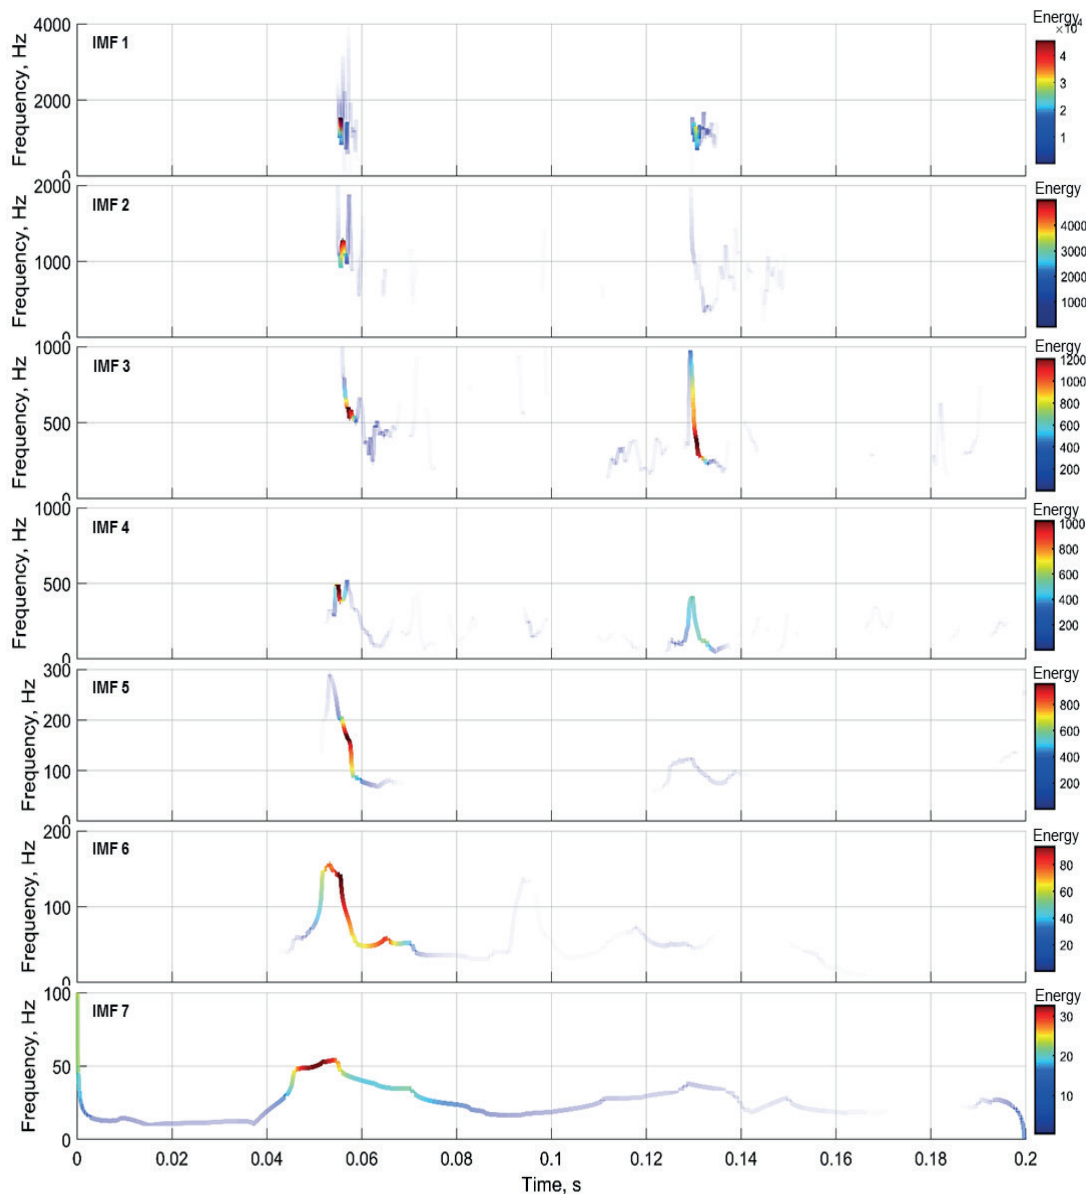 Energy
×10⁴
4000
IMF 1
4
3
2000
2
1
0
Frequency, Hz
Energy
2000
IMF 2
4000
3000
1000
2000
1000
0
Frequency, Hz
Energy
1000
IMF 3
1200
1000
800
500
600
400
200
0
Frequency, Hz
Energy
1000
IMF 4
1000
800
500
600
400
200
0
Frequency, Hz
Energy
300
IMF 5
800
200
600
400
100
200
0
Frequency, Hz
Energy
200
IMF 6
80
60
100
40
20
0
Frequency, Hz
Energy
100
IMF 7
30
50
20
10
0
Frequency, Hz
0 0.02 0.04 0.06 0.08 0.1 0.12 0.14 0.16 0.18 0.2
Time, s